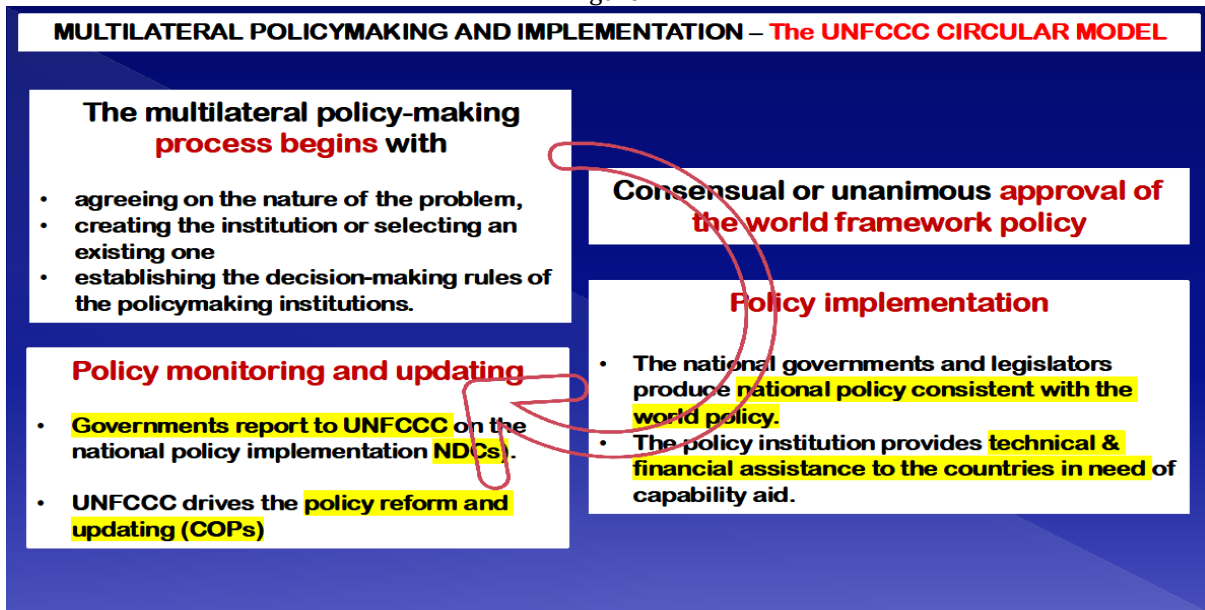 MULTILATERAL POLICYMAKING AND IMPLEMENTATION – The UNFCCC CIRCULAR MODEL
The multilateral policy-making
process begins with
• agreeing on the nature of the problem,
• creating the institution or selecting an
existing one
• establishing the decision-making rules of
the policymaking institutions.
Consensual or unanimous approval of
the world framework policy
Policy implementation
• The national governments and legislators
produce national policy consistent with the
world policy.
• The policy institution provides technical &
financial assistance to the countries in need of
capability aid.
Policy monitoring and updating
• Governments report to UNFCCC on the
national policy implementation NDCs).
• UNFCCC drives the policy reform and
updating (COPs)